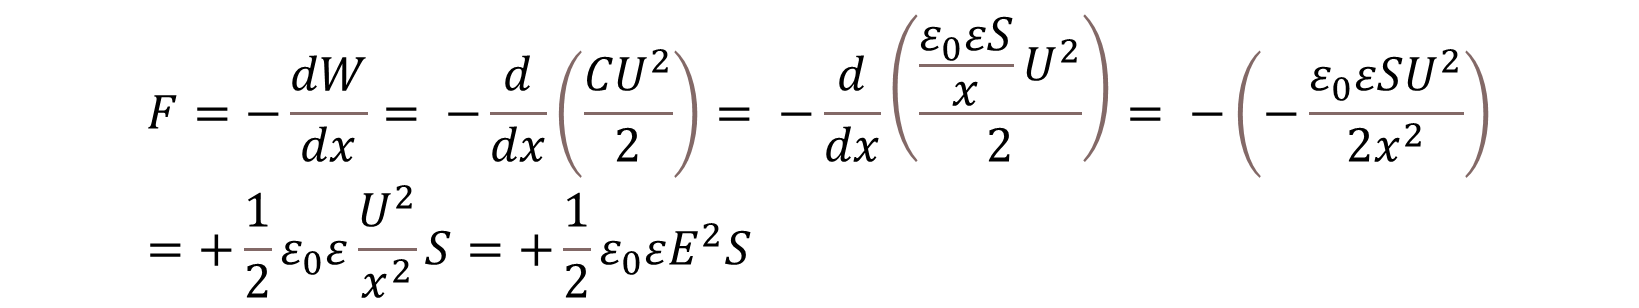 F = − dW/dx = − d/dx (CU²/2) = − d/dx ((ε₀εS/x U²)/2) = − (− ε₀εSU²/2x²)
= + 1/2 ε₀ε U²/x² S = + 1/2 ε₀εE²S